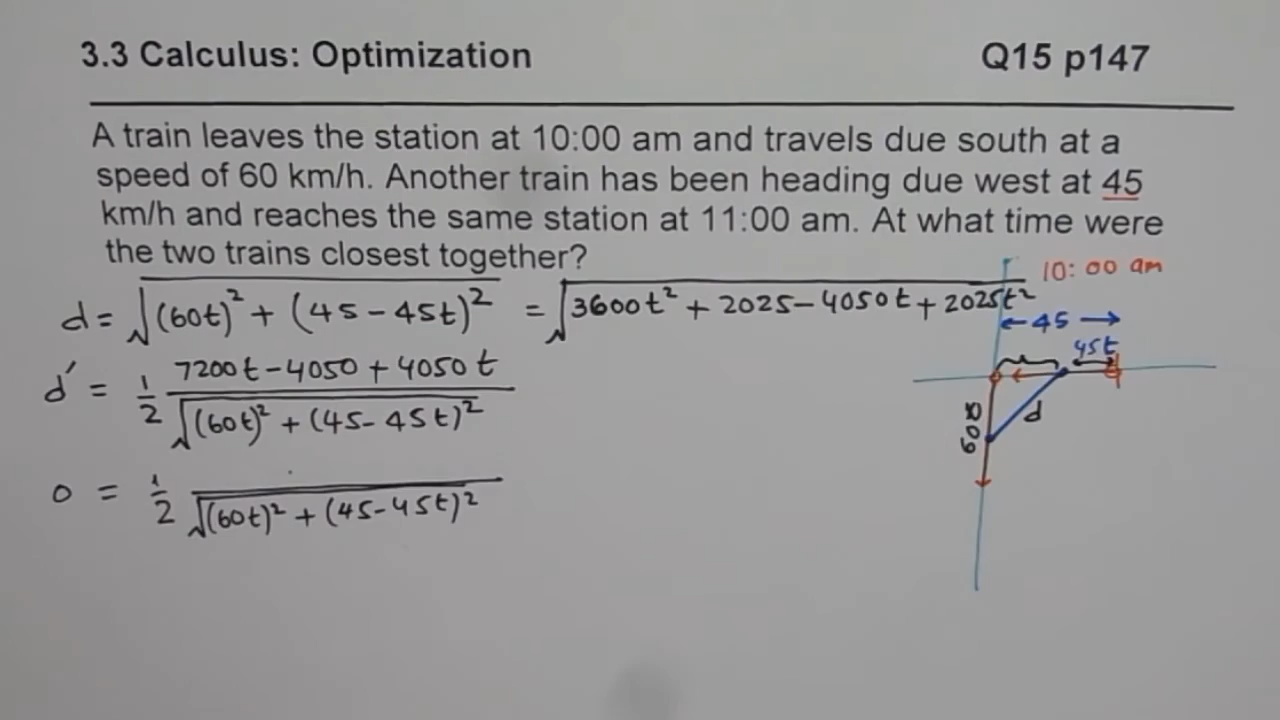 3.3 Calculus: Optimization Q15 p147
A train leaves the station at 10:00 am and travels due south at a
speed of 60 km/h. Another train has been heading due west at 45
km/h and reaches the same station at 11:00 am. At what time were
the two trains closest together?
10:00 am
d = √((60t)² + (45 - 45t)²) = √(3600t² + 2025 - 4050t + 2025t²)
←45→
45t
d' = 1/2 (7200t - 4050 + 4050t)/√((60t)² + (45 - 45t)²)
d
0 = 1/2 /√((60t)² + (45 - 45t)²)